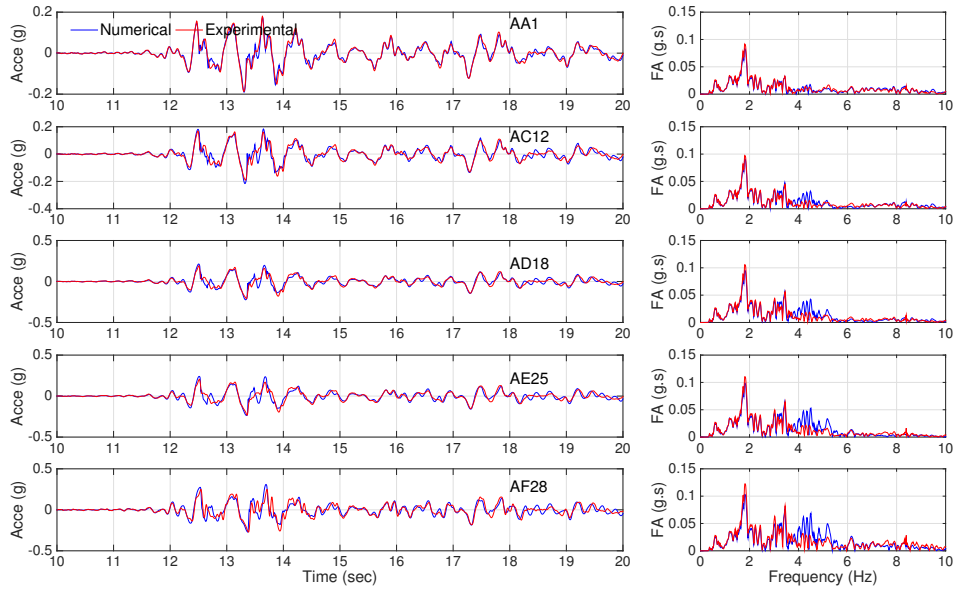 Numerical Experimental
AA1
Acce (g)
0.2
0
0.2
10 11 12 13 14 15 16 17 18 19 20
FA (g.s)
0.15
0.1
0.05
0
0 2 4 6 8 10
AC12
Acce (g)
0.2
0
-0.2
-0.4
10 11 12 13 14 15 16 17 18 19 20
FA (g.s)
0.15
0.1
0.05
0
0 2 4 6 8 10
AD18
Acce (g)
0.5
0
-0.5
10 11 12 13 14 15 16 17 18 19 20
FA (g.s)
0.15
0.1
0.05
0
0 2 4 6 8 10
AE25
Acce (g)
0.5
0
-0.5
10 11 12 13 14 15 16 17 18 19 20
FA (g.s)
0.15
0.1
0.05
0
0 2 4 6 8 10
AF28
Acce (g)
0.5
0
-0.5
10 11 12 13 14 15 16 17 18 19 20
Time (sec)
FA (g.s)
0.15
0.1
0.05
0
0 2 4 6 8 10
Frequency (Hz)